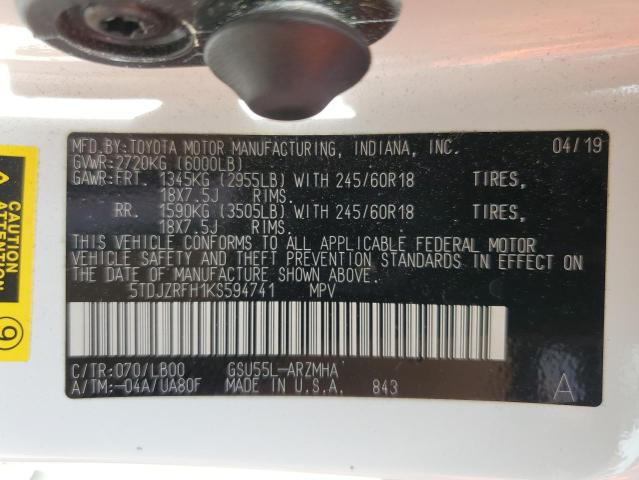 MFD.BY:TOYOTA MOTOR MANUFACTURING, INDIANA, INC. 04/19
GVWR:2720KG (6000LB)
GAWR:FRT. 1345KG (2955LB) WITH 245/60R18 TIRES,
18X7.5J RIMS.
RR. 1590KG (3505LB) WITH 245/60R18 TIRES,
18X7.5J RIMS.
THIS VEHICLE CONFORMS TO ALL APPLICABLE FEDERAL MOTOR
VEHICLE SAFETY AND THEFT PREVENTION STANDARDS IN EFFECT ON
THE DATE OF MANUFACTURE SHOWN ABOVE.
5TDJZRFH1KS594741 MPV
C/TR:070/LB00 GSU55L-ARZMHA
A/TM:-04A/UA80F MADE IN U.S.A. 843 A
CAUTION
ATTENTION
9